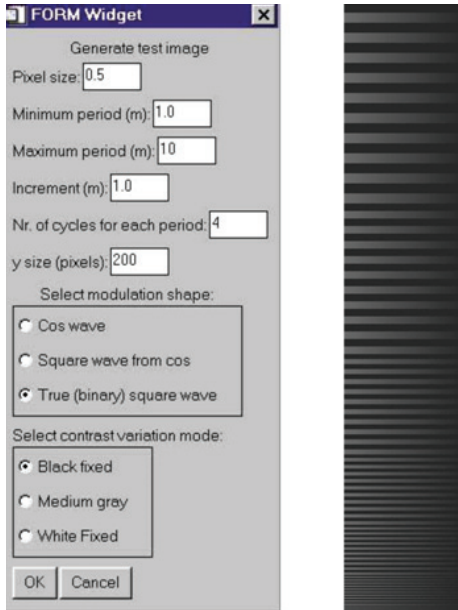 FORM Widget
Generate test image
Pixel size: 0.5
Minimum period (m): 1.0
Maximum period (m): 10
Increment (m): 1.0
Nr. of cycles for each period: 4
y size (pixels): 200
Select modulation shape:
Cos wave
Square wave from cos
True (binary) square wave
Select contrast variation mode:
Black fixed
Medium gray
White Fixed
OK Cancel